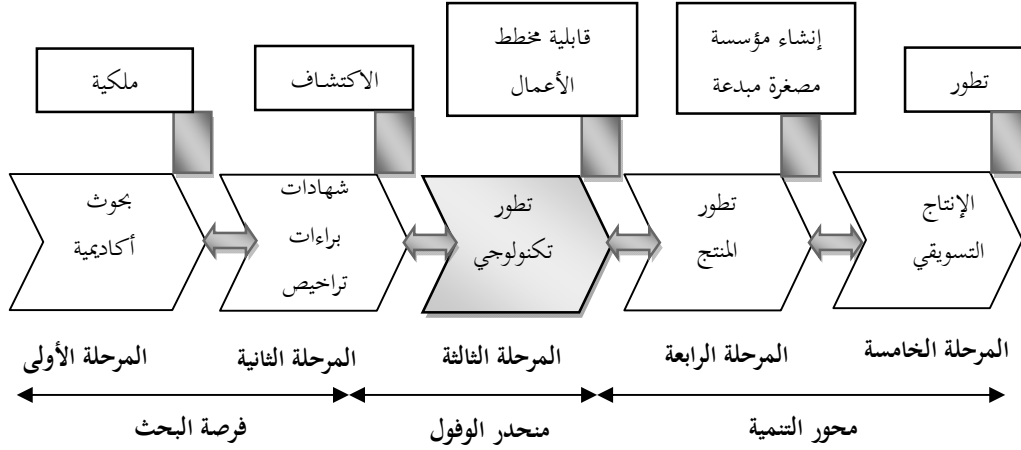 ملكية
الاكتشاف
قابلية مخطط
الأعمال
إنشاء مؤسسة
مصغرة مبدعة
تطور
بحوث
أكاديمية
شهادات
براءات
تراخيص
تطور
تكنولوجي
تطور
المنتج
الإنتاج
التسويقي
المرحلة الأولى
المرحلة الثانية
المرحلة الثالثة
المرحلة الرابعة
المرحلة الخامسة
فرصة البحث
منحدر الوفول
محور التنمية